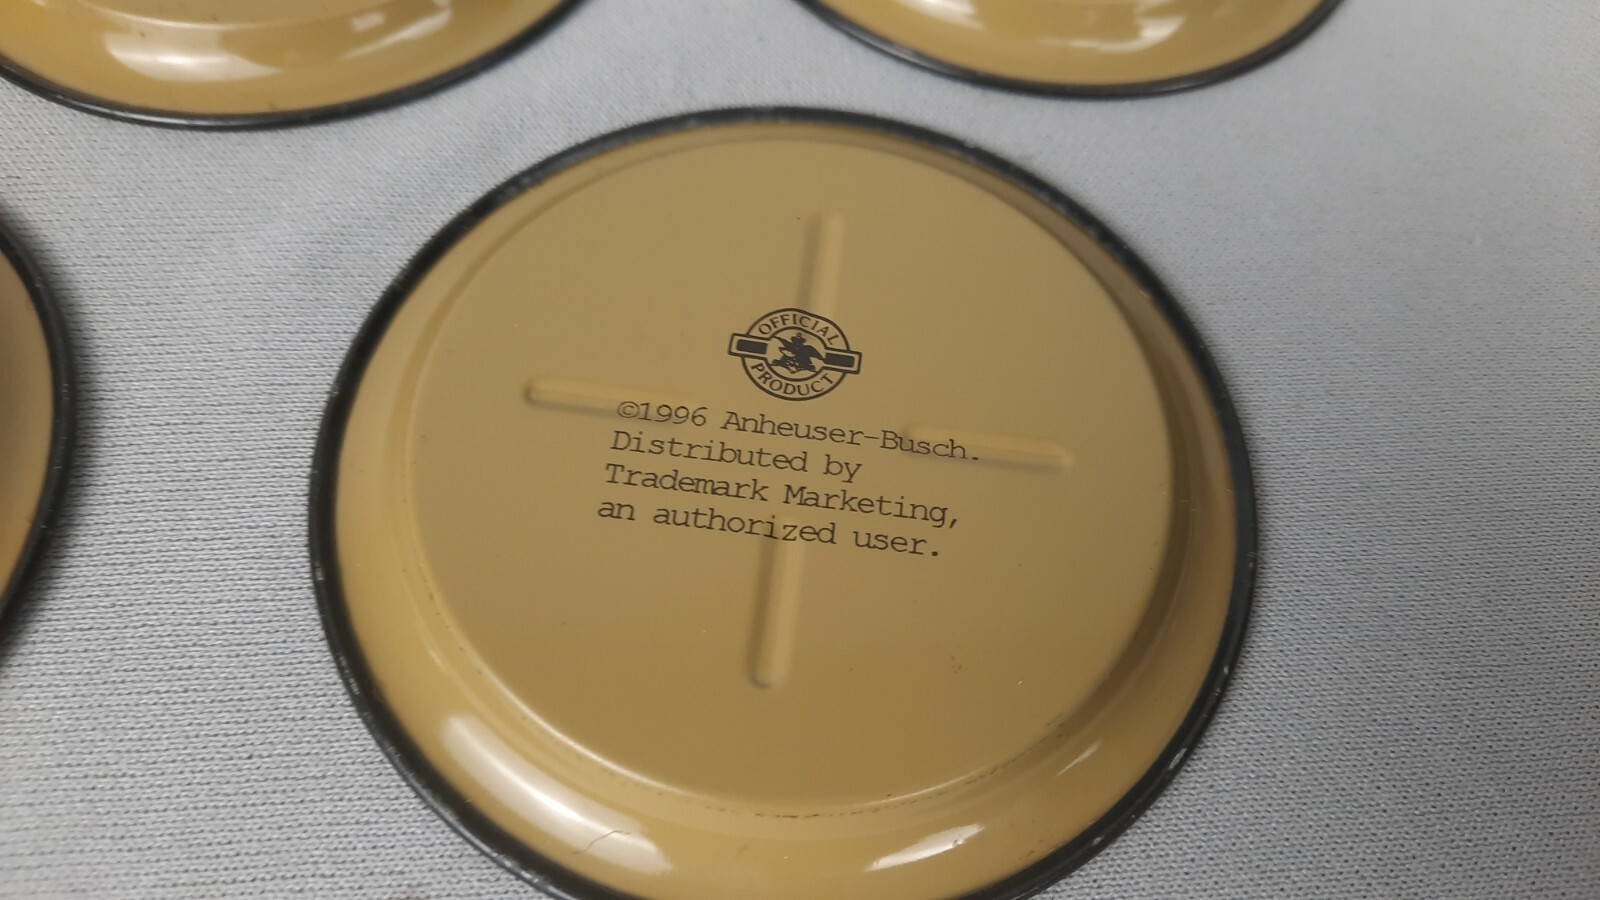 OFFICIAL
PRODUCT
©1996 Anheuser-Busch.
Distributed by
Trademark Marketing,
an authorized user.